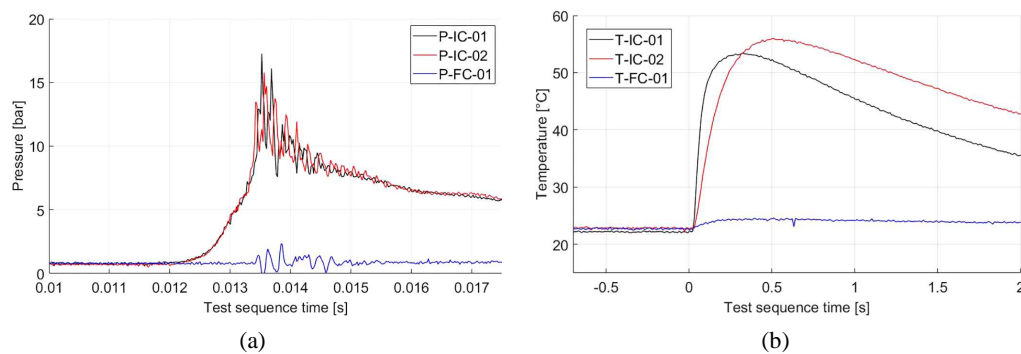 20
15
10
5
0
Pressure [bar]
P-IC-01
P-IC-02
P-FC-01
0.01
0.011
0.012
0.013
0.014
0.015
0.016
0.017
Test sequence time [s]
(a)
60
50
40
30
20
Temperature [°C]
T-IC-01
T-IC-02
T-FC-01
-0.5
0
0.5
1
1.5
2
Test sequence time [s]
(b)